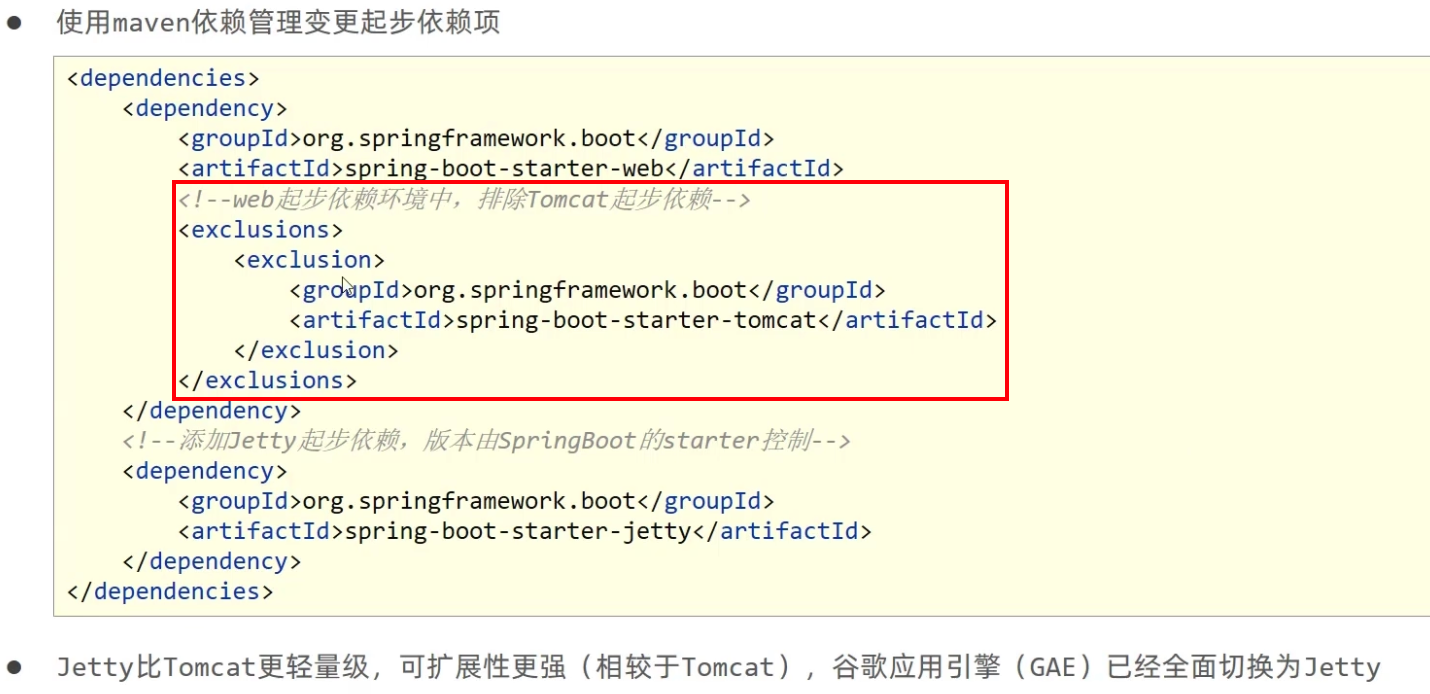 ● 使用maven依赖管理变更起步依赖项
<dependencies>
    <dependency>
        <groupId>org.springframework.boot</groupId>
        <artifactId>spring-boot-starter-web</artifactId>
        <!--web起步依赖环境中，排除Tomcat起步依赖-->
        <exclusions>
            <exclusion>
                <groupId>org.springframework.boot</groupId>
                <artifactId>spring-boot-starter-tomcat</artifactId>
            </exclusion>
        </exclusions>
    </dependency>
    <!--添加Jetty起步依赖，版本由SpringBoot的starter控制-->
    <dependency>
        <groupId>org.springframework.boot</groupId>
        <artifactId>spring-boot-starter-jetty</artifactId>
    </dependency>
</dependencies>
● Jetty比Tomcat更轻量级，可扩展性更强（相较于Tomcat），谷歌应用引擎（GAE）已经全面切换为Jetty